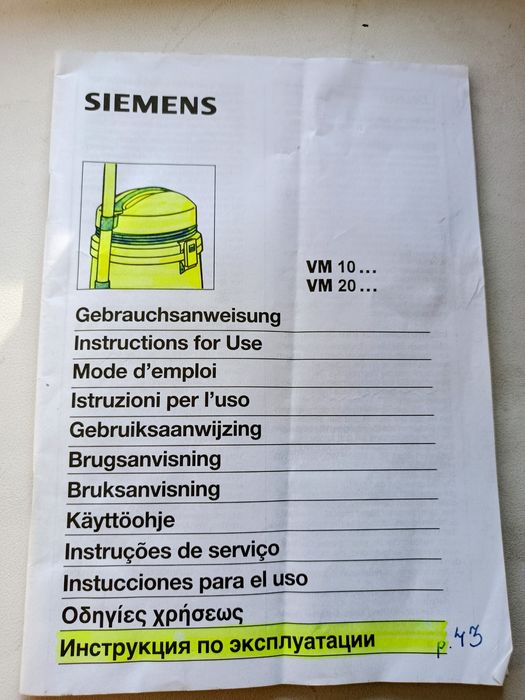 SIEMENS
VM 10...
VM 20...
Gebrauchsanweisung
Instructions for Use
Mode d'emploi
Istruzioni per l'uso
Gebruiksaanwijzing
Brugsanvisning
Bruksanvisning
Käyttöohje
Instruções de serviço
Instucciones para el uso
Οδηγίες χρήσεως
Инструкция по эксплуатации p.43